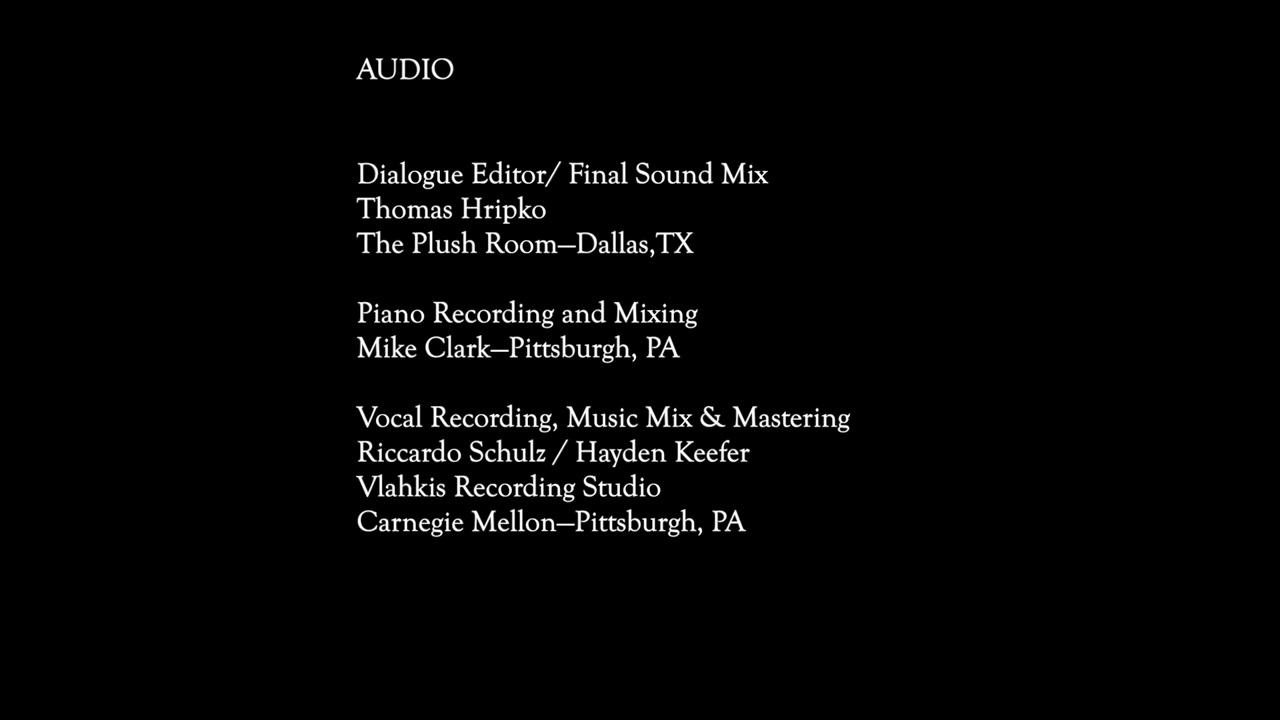 AUDIO
Dialogue Editor/ Final Sound Mix
Thomas Hripko
The Plush Room—Dallas,TX
Piano Recording and Mixing
Mike Clark—Pittsburgh, PA
Vocal Recording, Music Mix & Mastering
Riccardo Schulz / Hayden Keefer
Vlahkis Recording Studio
Carnegie Mellon—Pittsburgh, PA